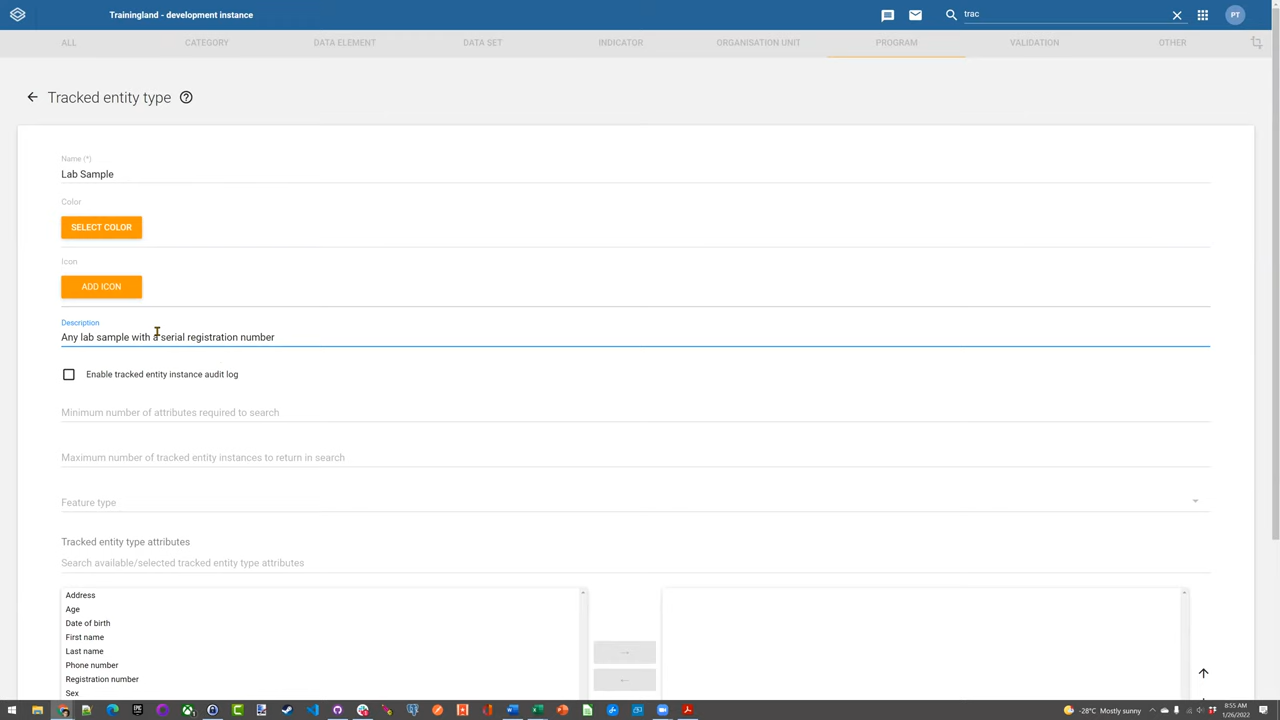 Trainingland - development instance
trac
PT
ALL
CATEGORY
DATA ELEMENT
DATA SET
INDICATOR
ORGANISATION UNIT
PROGRAM
VALIDATION
OTHER
Tracked entity type
Name (*)
Lab Sample
Color
SELECT COLOR
Icon
ADD ICON
Description
Any lab sample with a serial registration number
Enable tracked entity instance audit log
Minimum number of attributes required to search
Maximum number of tracked entity instances to return in search
Feature type
Tracked entity type attributes
Search available/selected tracked entity type attributes
Address
Age
Date of birth
First name
Last name
Phone number
Registration number
Sex
-28°C Mostly sunny
8:55 AM
1/26/2022